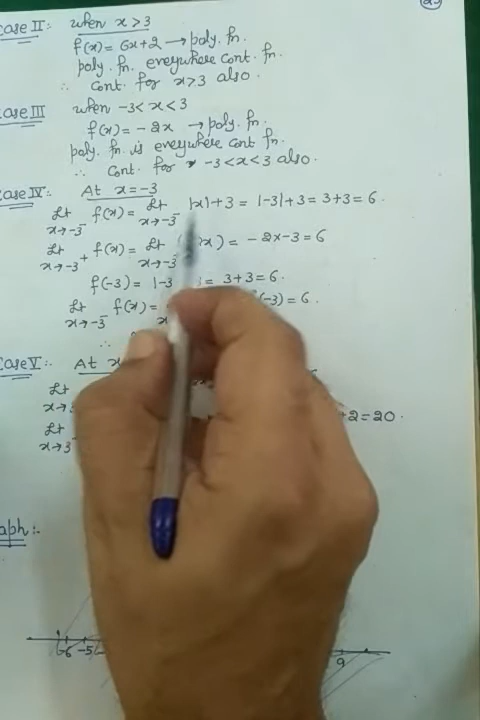 Case II:- when x > 3
f(x) = 6x+2 → poly. fn.
poly. fn. everywhere cont. fn.
∴ Cont. for x>3 also.
Case III when -3 < x < 3
f(x) = - 2x → poly. fn.
poly. fn. is everywhere cont fn.
∴ Cont. for -3<x<3 also.
Case IV:- At x = -3
Lt x→-3⁻ f(x) = Lt x→-3⁻ |x|+3 = |-3|+3 = 3+3 = 6.
Lt x→-3⁺ f(x) = Lt x→-3 x) = - 2x-3 = 6
f(-3) = |-3 = 3+3 = 6.
Lt x→-3⁻ f(x) = (-3) = 6.
∴
Case V:- At x
Lt x→3
Lt x→3 +2 = 20.
aph:-
-6 -5 9